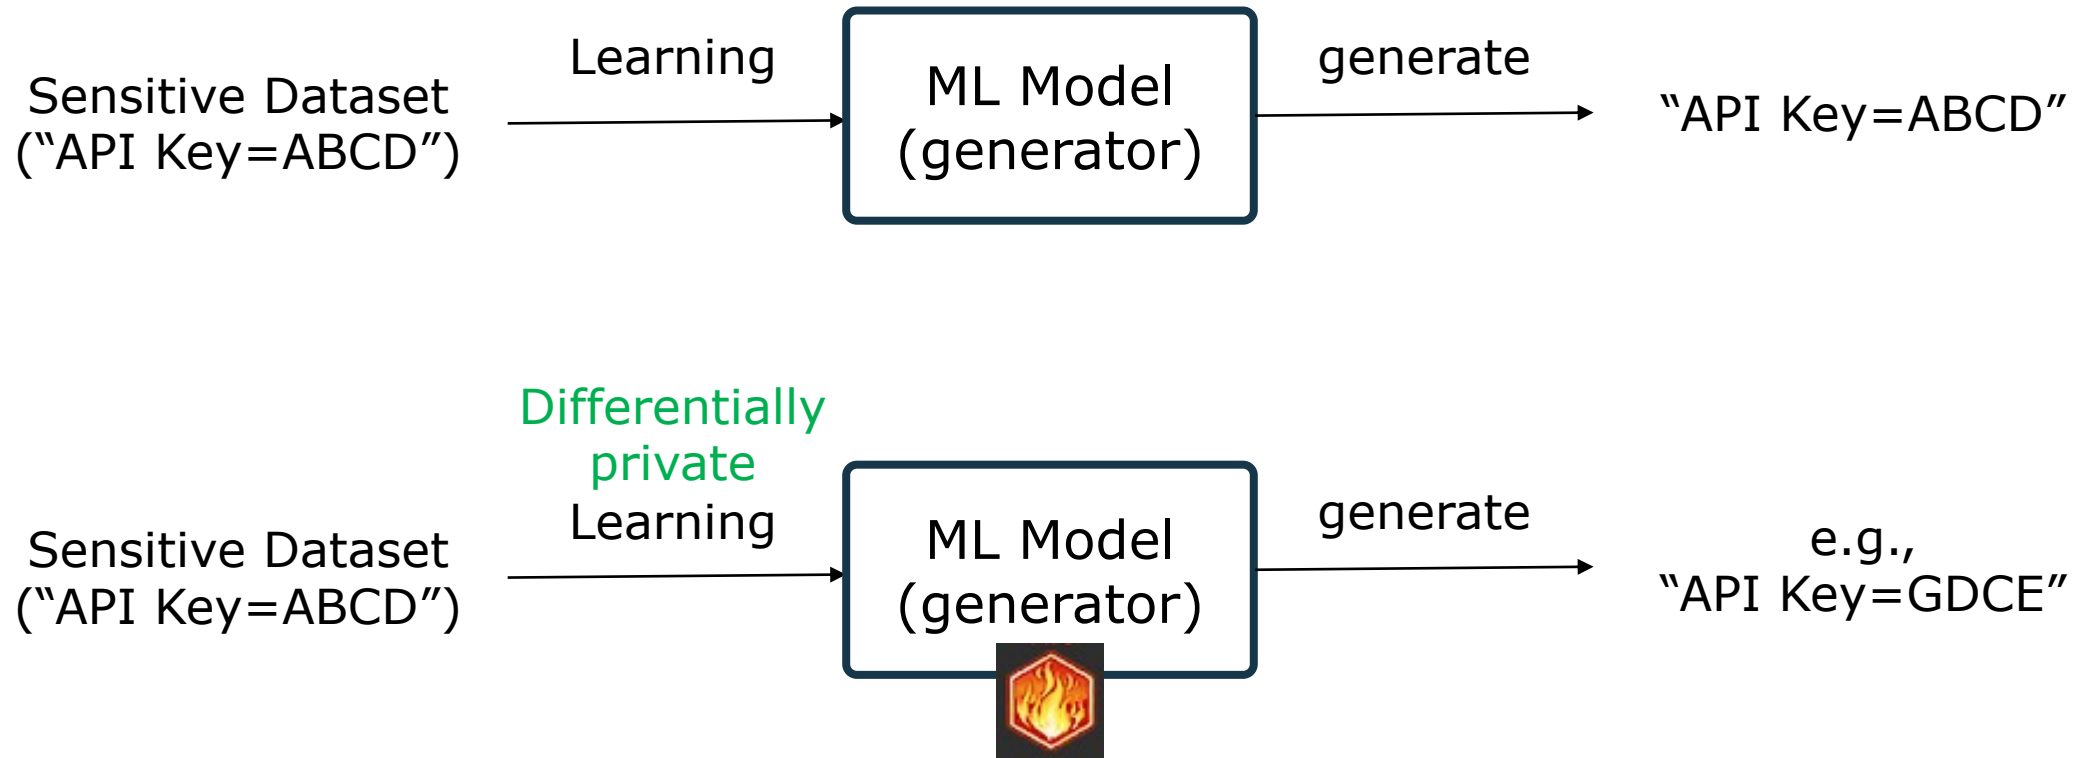 Sensitive Dataset
(“API Key=ABCD”)
Learning
ML Model
(generator)
generate
“API Key=ABCD”
Sensitive Dataset
(“API Key=ABCD”)
Differentially
private
Learning
ML Model
(generator)
generate
e.g.,
“API Key=GDCE”